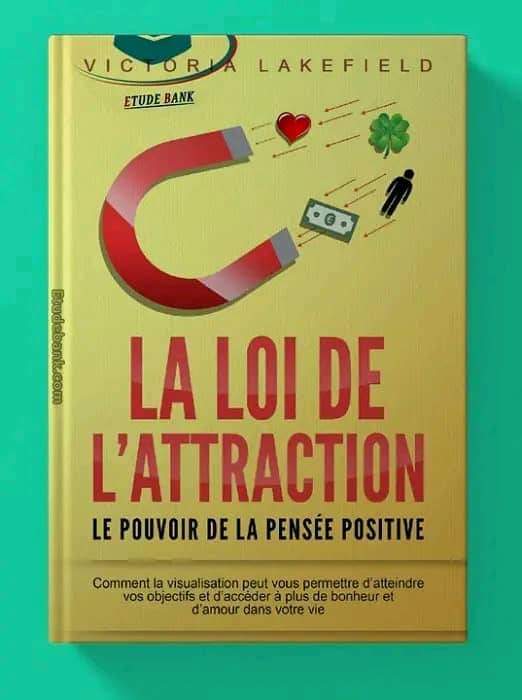 VICTORIA LAKEFIELD
ETUDE BANK
Etudebank.com
LA LOI DE
L'ATTRACTION
LE POUVOIR DE LA PENSÉE POSITIVE
Comment la visualisation peut vous permettre d'atteindre
vos objectifs et d'accéder à plus de bonheur et
d'amour dans votre vie